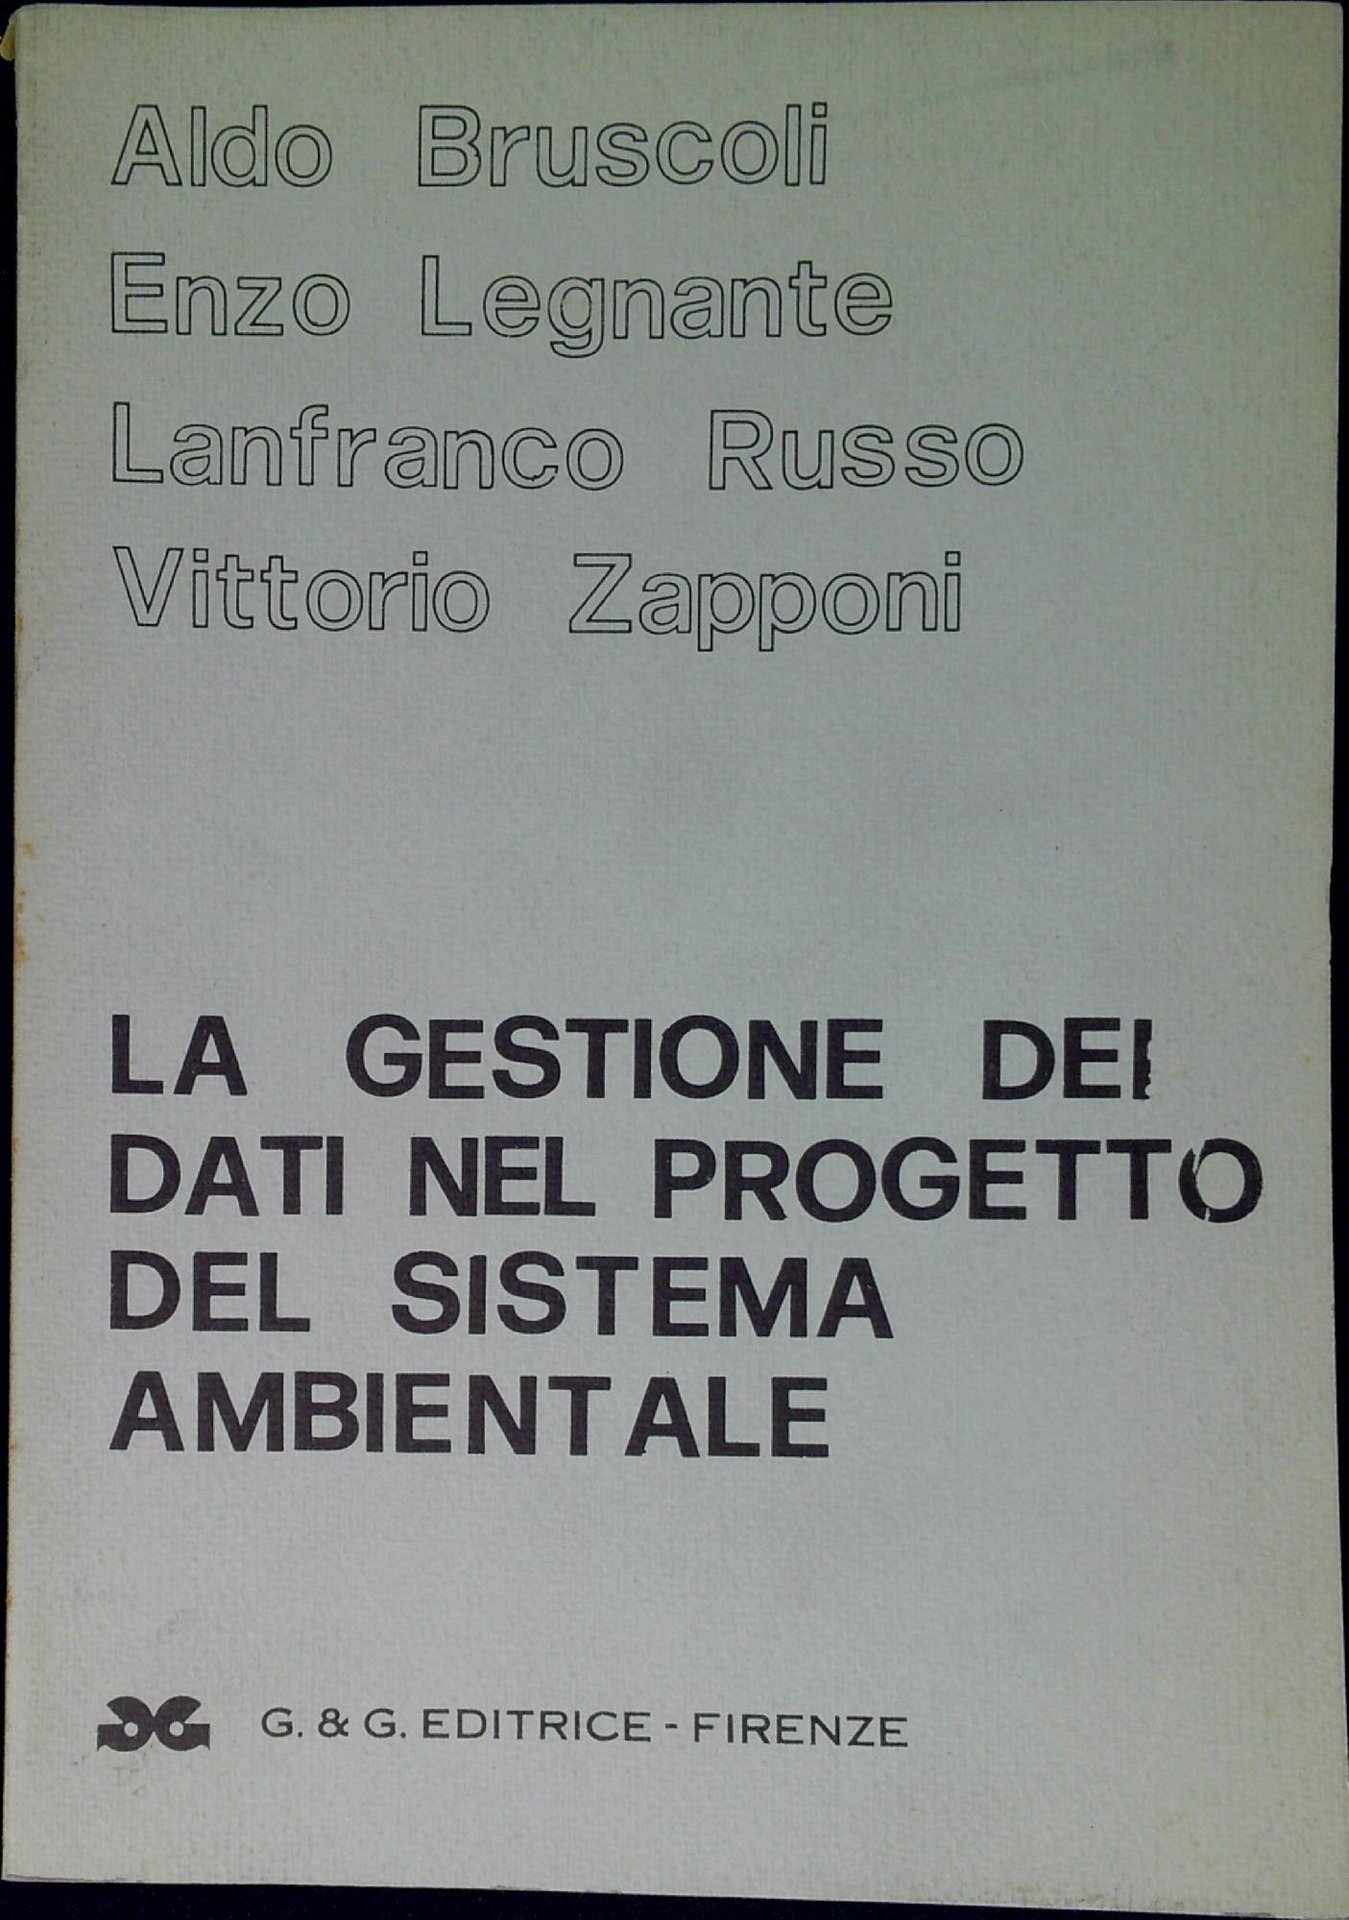 Aldo Bruscoli
Enzo Legnante
Lanfranco Russo
Vittorio Zapponi
LA GESTIONE DEI
DATI NEL PROGETTO
DEL SISTEMA
AMBIENTALE
G. & G. EDITRICE - FIRENZE